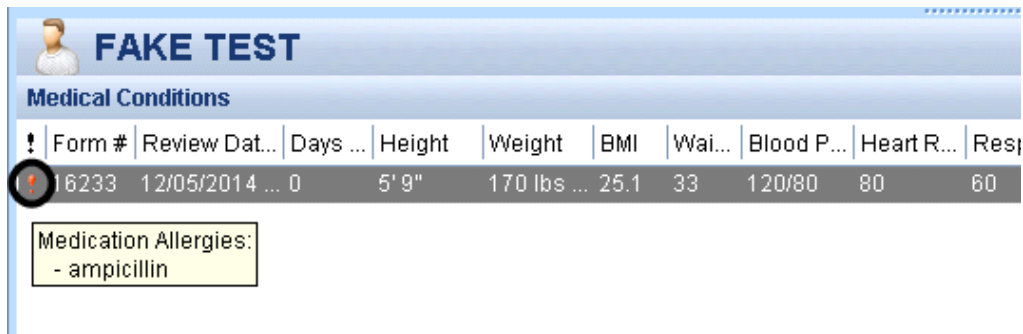 FAKE TEST
Medical Conditions
! Form # Review Dat... Days ... Height Weight BMI Wai... Blood P... Heart R... Resp
! 16233 12/05/2014 ... 0 5' 9" 170 lbs ... 25.1 33 120/80 80 60
Medication Allergies:
- ampicillin